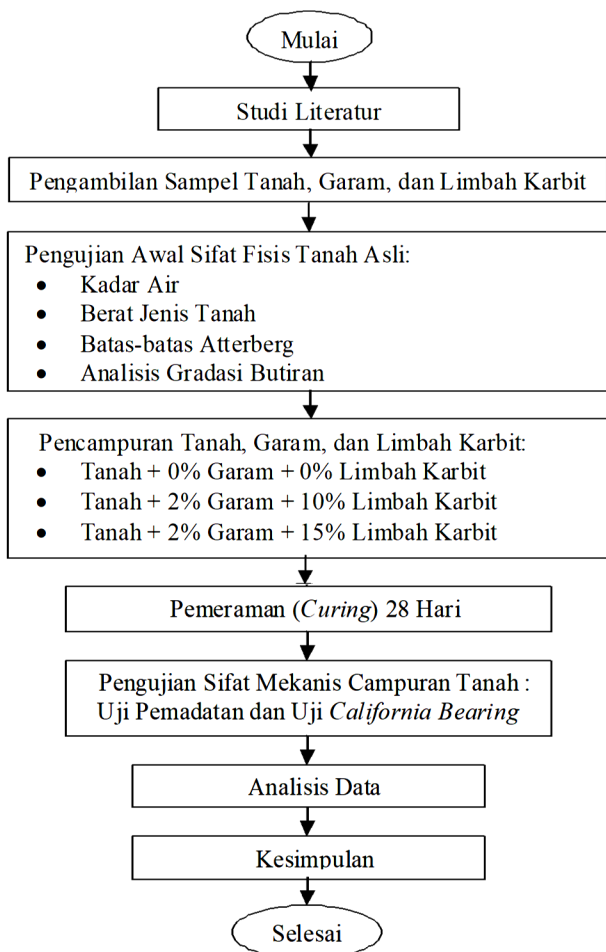 Mulai
Studi Literatur
Pengambilan Sampel Tanah, Garam, dan Limbah Karbit
Pengujian Awal Sifat Fisis Tanah Asli:
• Kadar Air
• Berat Jenis Tanah
• Batas-batas Atterberg
• Analisis Gradasi Butiran
Pencampuran Tanah, Garam, dan Limbah Karbit:
• Tanah + 0% Garam + 0% Limbah Karbit
• Tanah + 2% Garam + 10% Limbah Karbit
• Tanah + 2% Garam + 15% Limbah Karbit
Pemeraman (Curing) 28 Hari
Pengujian Sifat Mekanis Campuran Tanah :
Uji Pemadatan dan Uji California Bearing
Analisis Data
Kesimpulan
Selesai